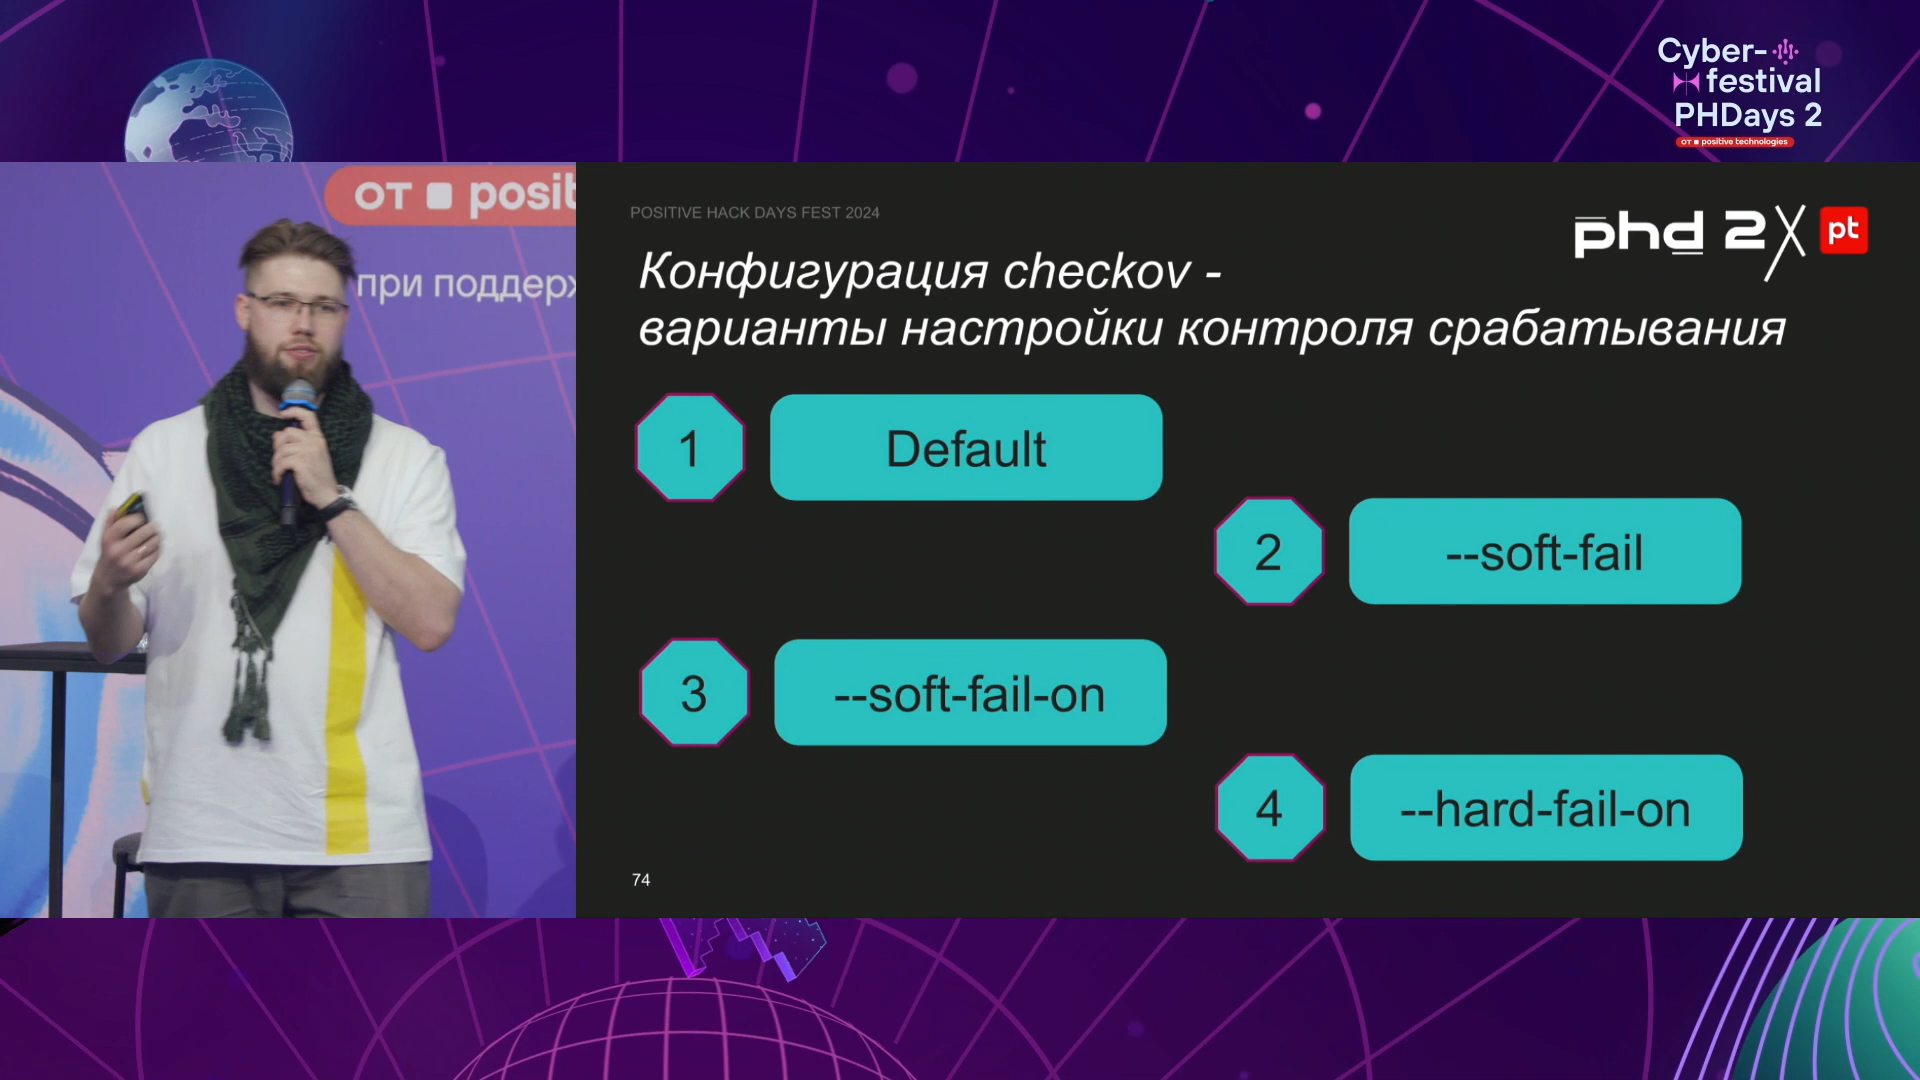 Cyber-
festival
PHDays 2
от positive technologies
от posit
при поддерж
POSITIVE HACK DAYS FEST 2024
phd 2
pt
Конфигурация checkov -
варианты настройки контроля срабатывания
1
Default
2
--soft-fail
3
--soft-fail-on
4
--hard-fail-on
74